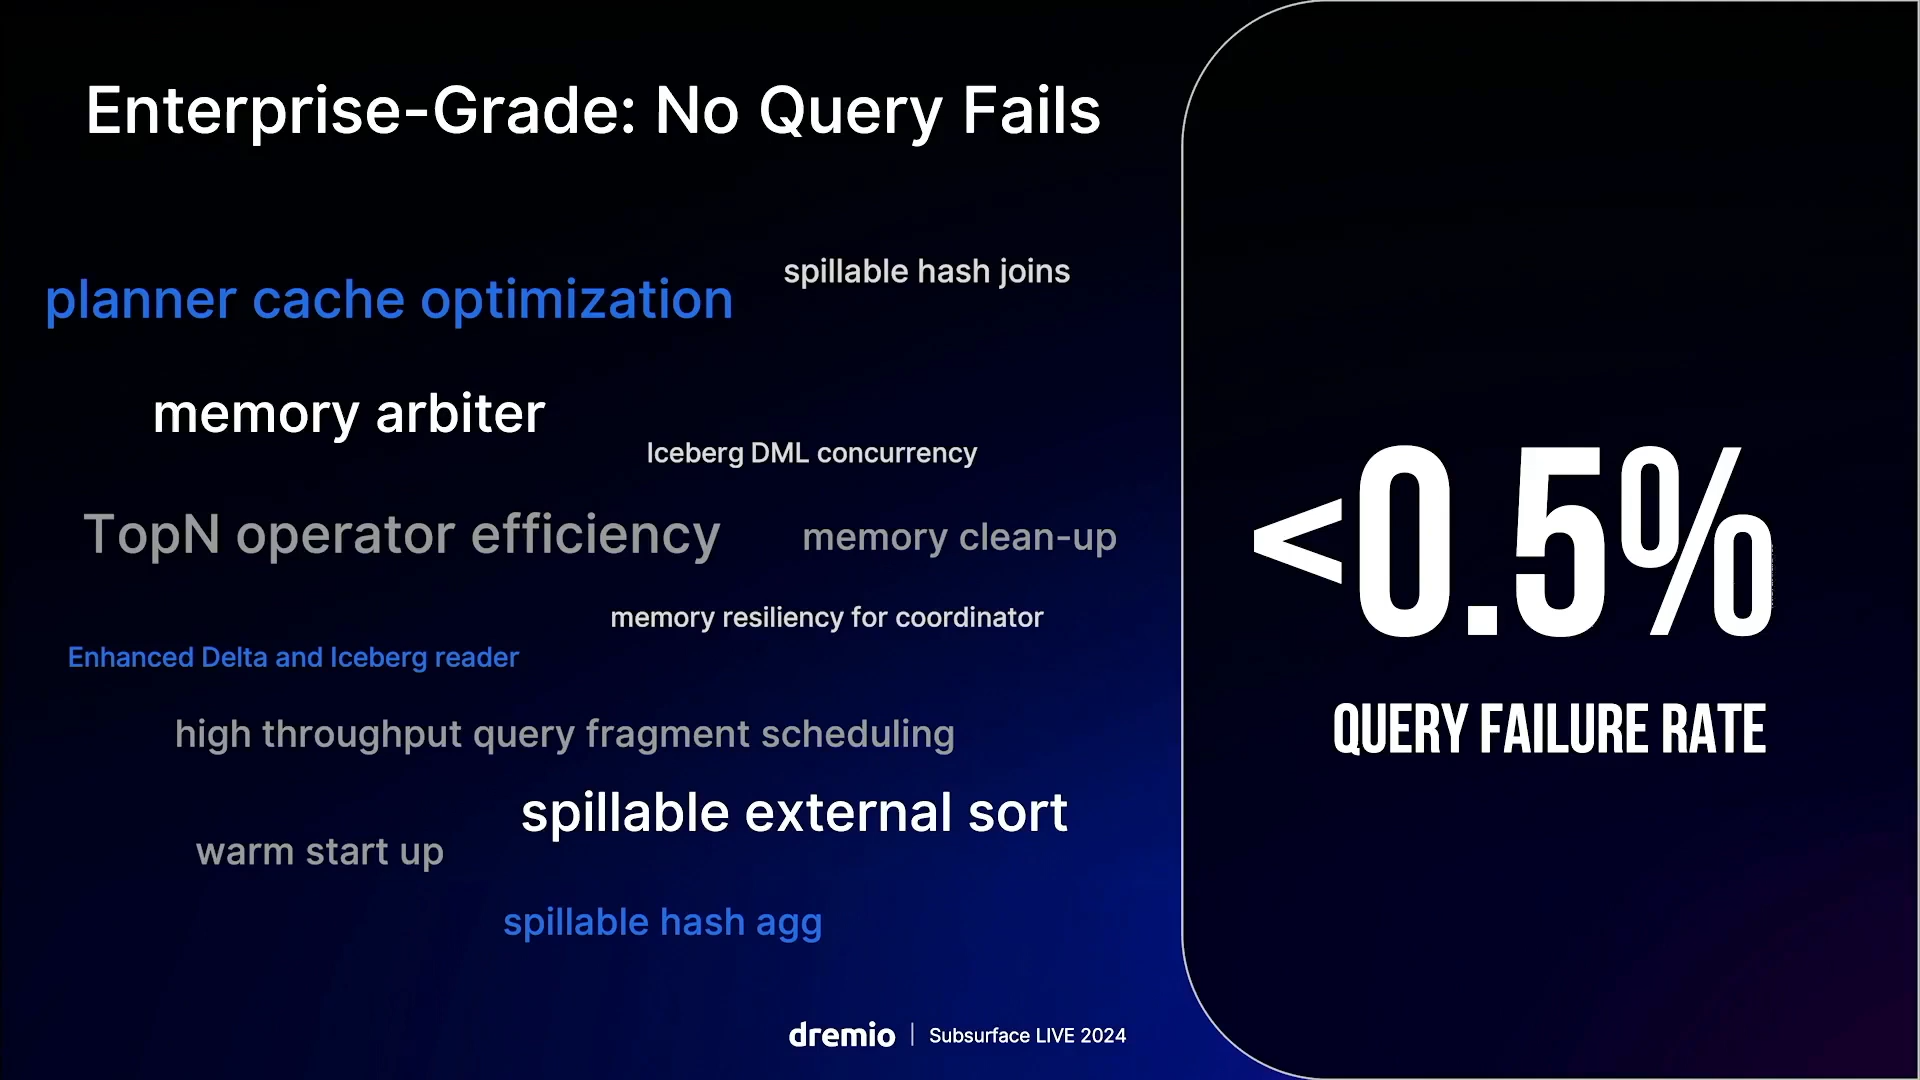 Enterprise-Grade: No Query Fails
planner cache optimization
spillable hash joins
memory arbiter
Iceberg DML concurrency
TopN operator efficiency
memory clean-up
memory resiliency for coordinator
Enhanced Delta and Iceberg reader
high throughput query fragment scheduling
spillable external sort
warm start up
spillable hash agg
dremio | Subsurface LIVE 2024
<0.5%
QUERY FAILURE RATE